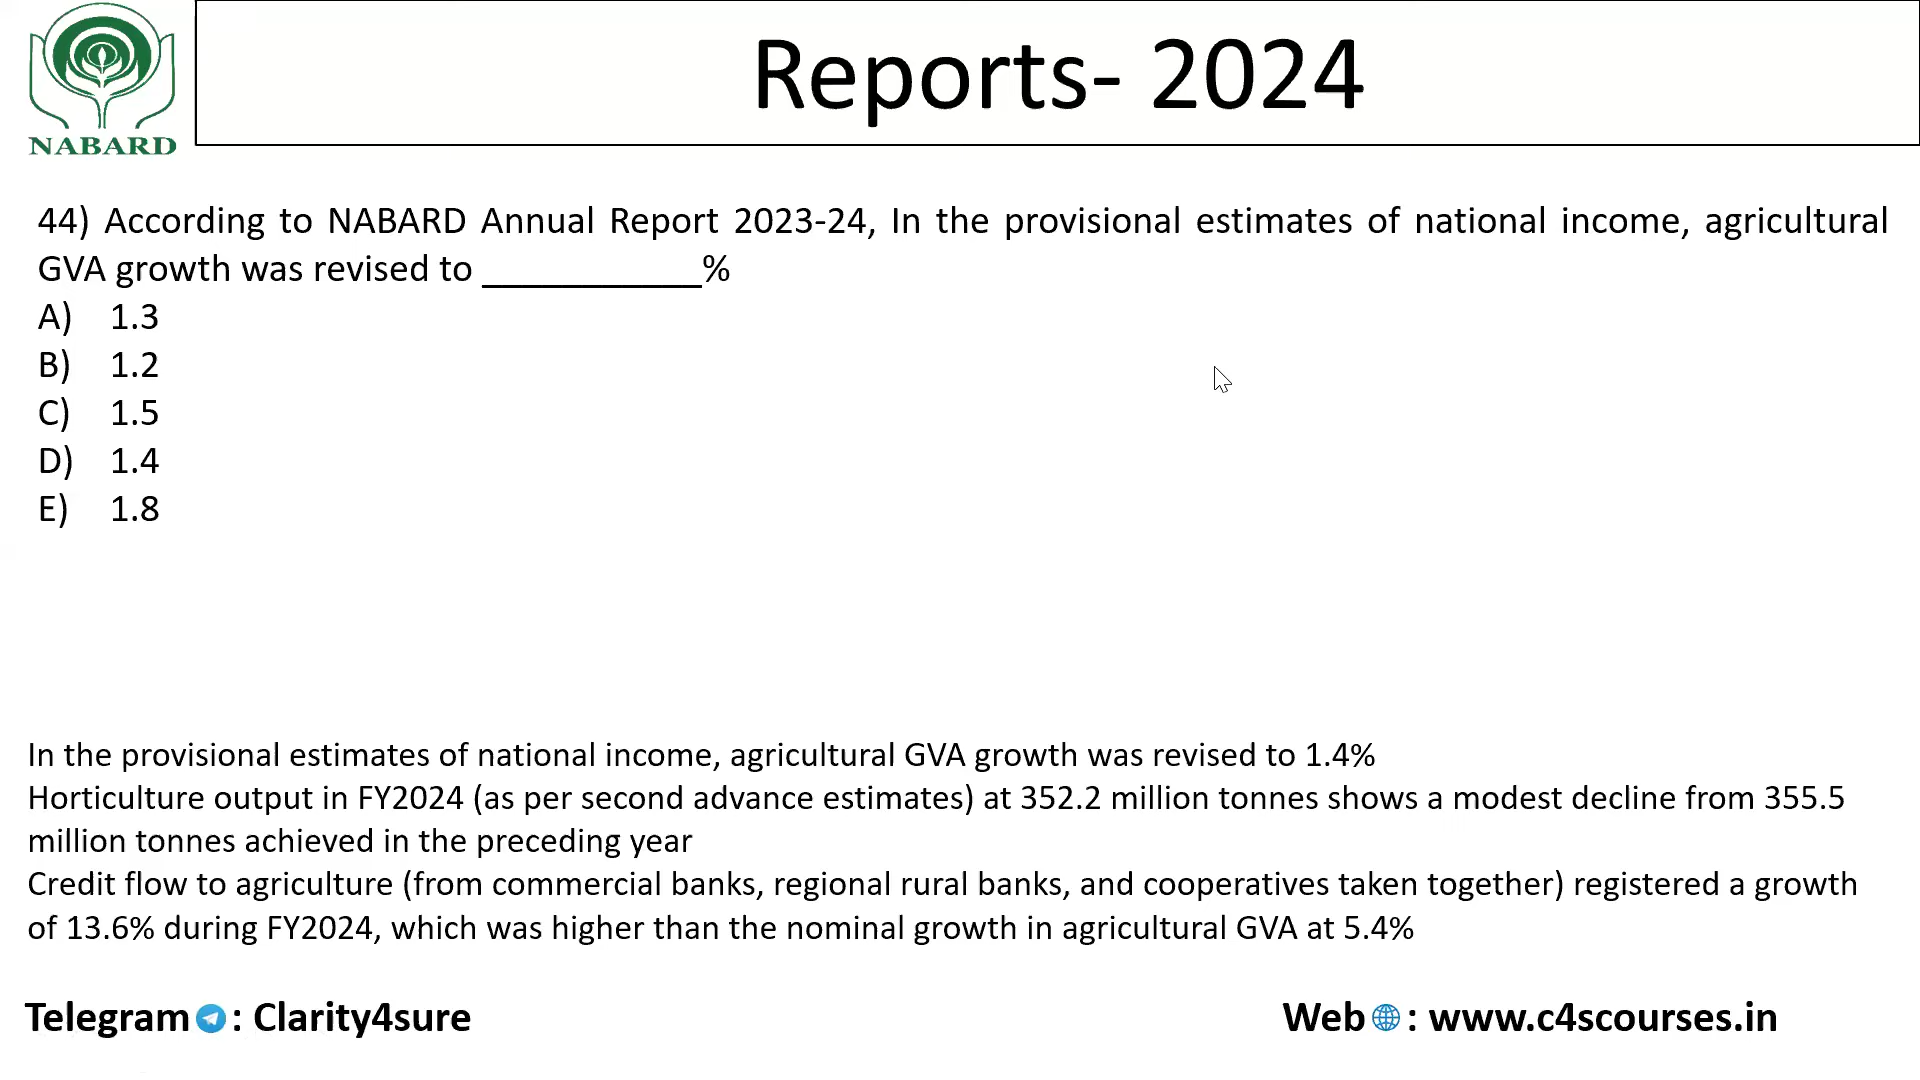 NABARD
Reports- 2024
44) According to NABARD Annual Report 2023-24, In the provisional estimates of national income, agricultural
GVA growth was revised to ___________%
A) 1.3
B) 1.2
C) 1.5
D) 1.4
E) 1.8
In the provisional estimates of national income, agricultural GVA growth was revised to 1.4%
Horticulture output in FY2024 (as per second advance estimates) at 352.2 million tonnes shows a modest decline from 355.5
million tonnes achieved in the preceding year
Credit flow to agriculture (from commercial banks, regional rural banks, and cooperatives taken together) registered a growth
of 13.6% during FY2024, which was higher than the nominal growth in agricultural GVA at 5.4%
Telegram : Clarity4sure
Web : www.c4scourses.in